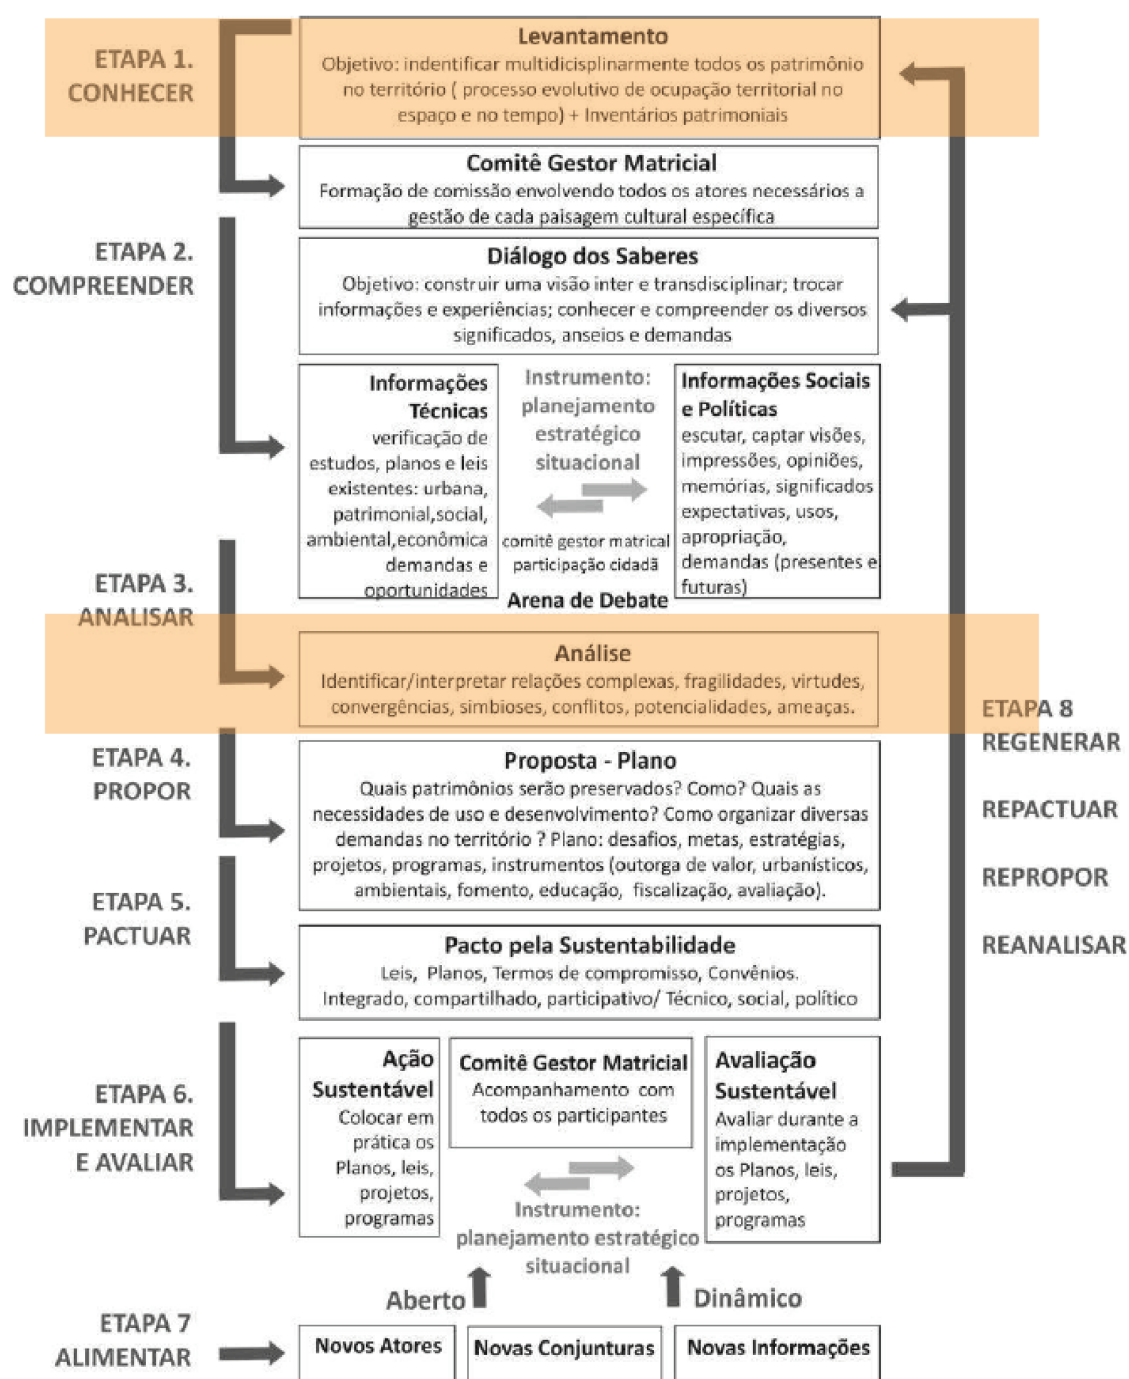 ETAPA 1.
CONHECER
Levantamento
Objetivo: indentificar multidicisplinarmente todos os patrimônio
no território ( processo evolutivo de ocupação territorial no
espaço e no tempo) + Inventários patrimoniais
Comitê Gestor Matricial
Formação de comissão envolvendo todos os atores necessários a
gestão de cada paisagem cultural específica
ETAPA 2.
COMPREENDER
Diálogo dos Saberes
Objetivo: construir uma visão inter e transdisciplinar; trocar
informações e experiências; conhecer e compreender os diversos
significados, anseios e demandas
Informações
Técnicas
verificação de
estudos, planos e leis
existentes: urbana,
patrimonial,social,
ambiental,econômica
demandas e
oportunidades
Instrumento:
planejamento
estratégico
situacional
comitê gestor matrical
participação cidadã
Arena de Debate
Informações Sociais
e Políticas
escutar, captar visões,
impressões, opiniões,
memórias, significados
expectativas, usos,
apropriação,
demandas (presentes e
futuras)
ETAPA 3.
ANALISAR
Análise
Identificar/interpretar relações complexas, fragilidades, virtudes,
convergências, simbioses, conflitos, potencialidades, ameaças.
ETAPA 4.
PROPOR
Proposta - Plano
Quais patrimônios serão preservados? Como? Quais as
necessidades de uso e desenvolvimento? Como organizar diversas
demandas no território ? Plano: desafios, metas, estratégias,
projetos, programas, instrumentos (outorga de valor, urbanísticos,
ambientais, fomento, educação, fiscalização, avaliação).
ETAPA 5.
PACTUAR
Pacto pela Sustentabilidade
Leis, Planos, Termos de compromisso, Convênios.
Integrado, compartilhado, participativo/ Técnico, social, político
ETAPA 6.
IMPLEMENTAR
E AVALIAR
Ação
Sustentável
Colocar em
prática os
Planos, leis,
projetos,
programas
Comitê Gestor Matricial
Acompanhamento com
todos os participantes
Instrumento:
planejamento estratégico
situacional
Avaliação
Sustentável
Avaliar durante a
implementação
os Planos, leis,
projetos,
programas
Aberto
Dinâmico
ETAPA 7
ALIMENTAR
Novos Atores
Novas Conjunturas
Novas Informações
ETAPA 8
REGENERAR
REPACTUAR
REPROPOR
REANALISAR